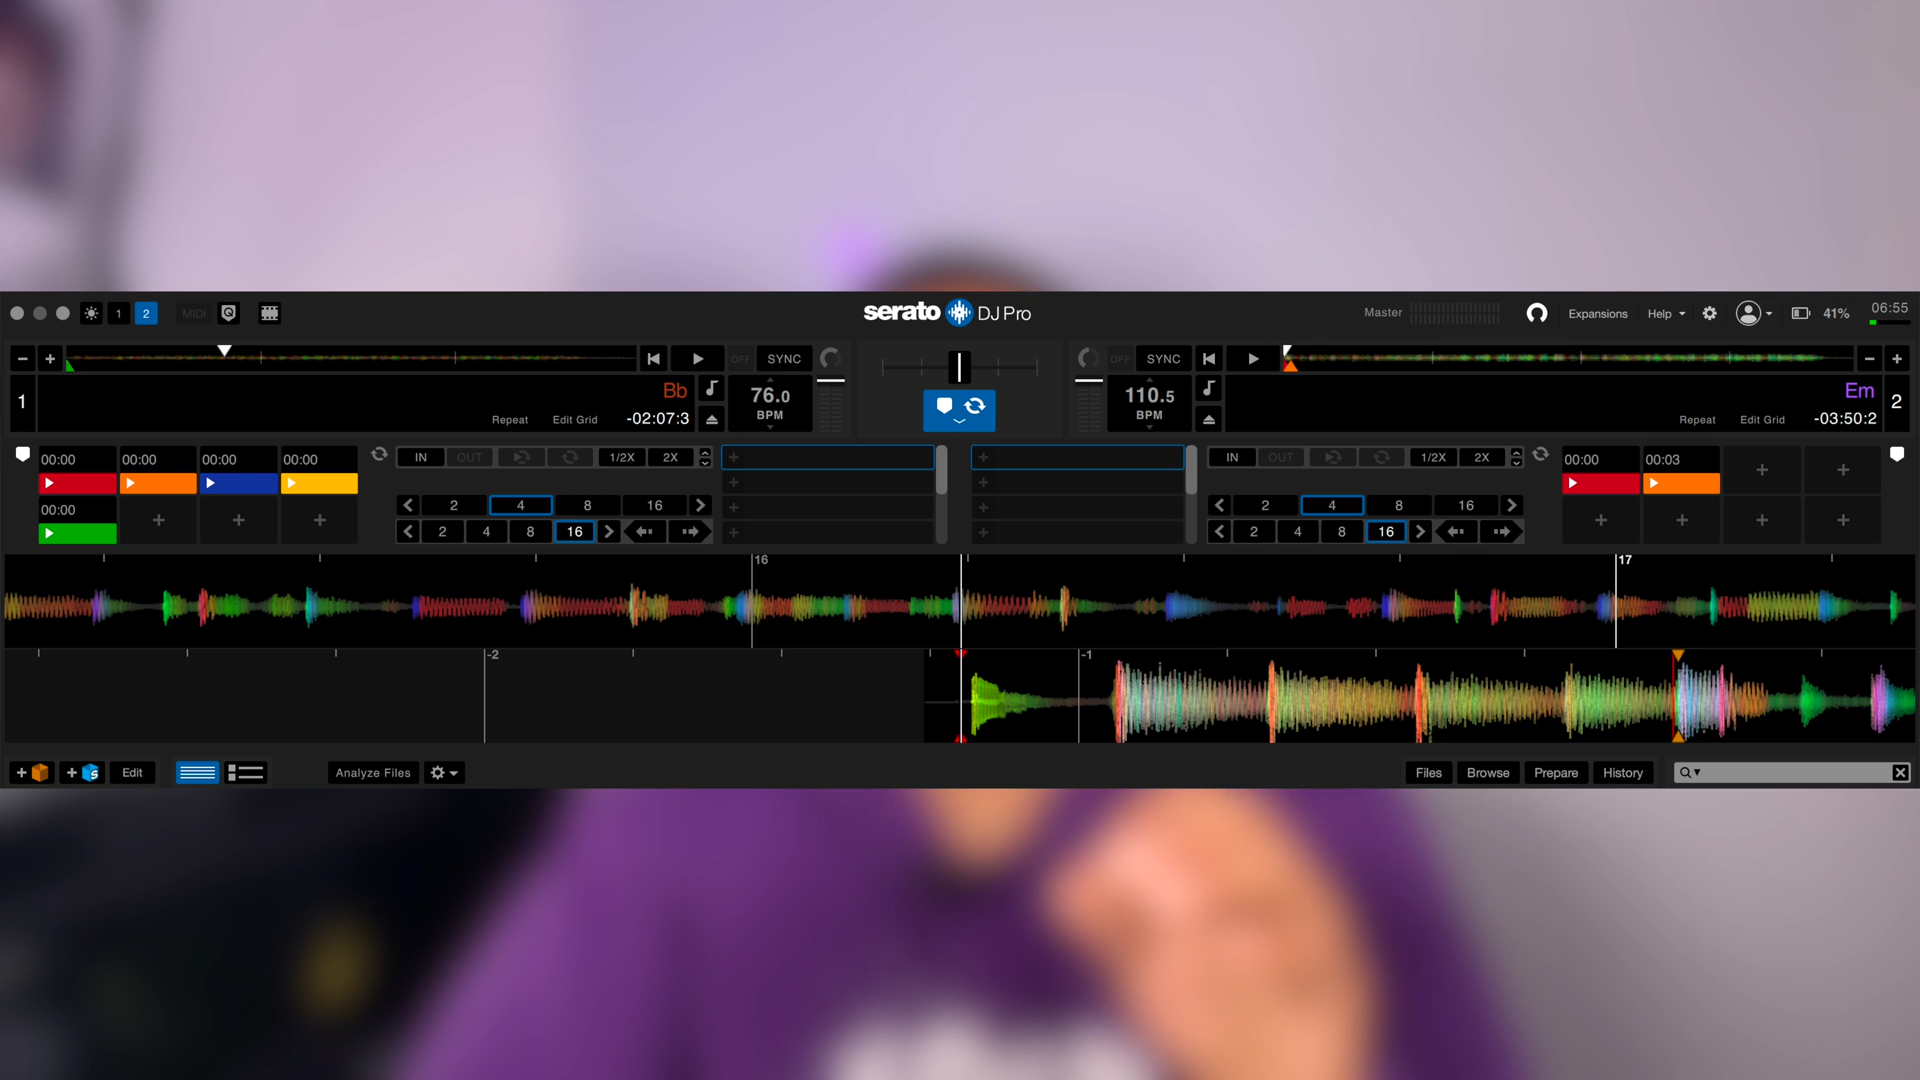 1 2 MIDI serato DJ Pro Master Expansions Help 41% 06:55
OFF SYNC OFF SYNC
1 Bb 76.0 BPM 110.5 BPM Em 2
Repeat Edit Grid -02:07:3 Repeat Edit Grid -03:50:2
00:00 00:00 00:00 00:00 IN OUT 1/2X 2X IN OUT 1/2X 2X 00:00 00:03
2 4 8 16 2 4 8 16
00:00 2 4 8 16 2 4 8 16
16 17
-2 -1
Edit Analyze Files Files Browse Prepare History